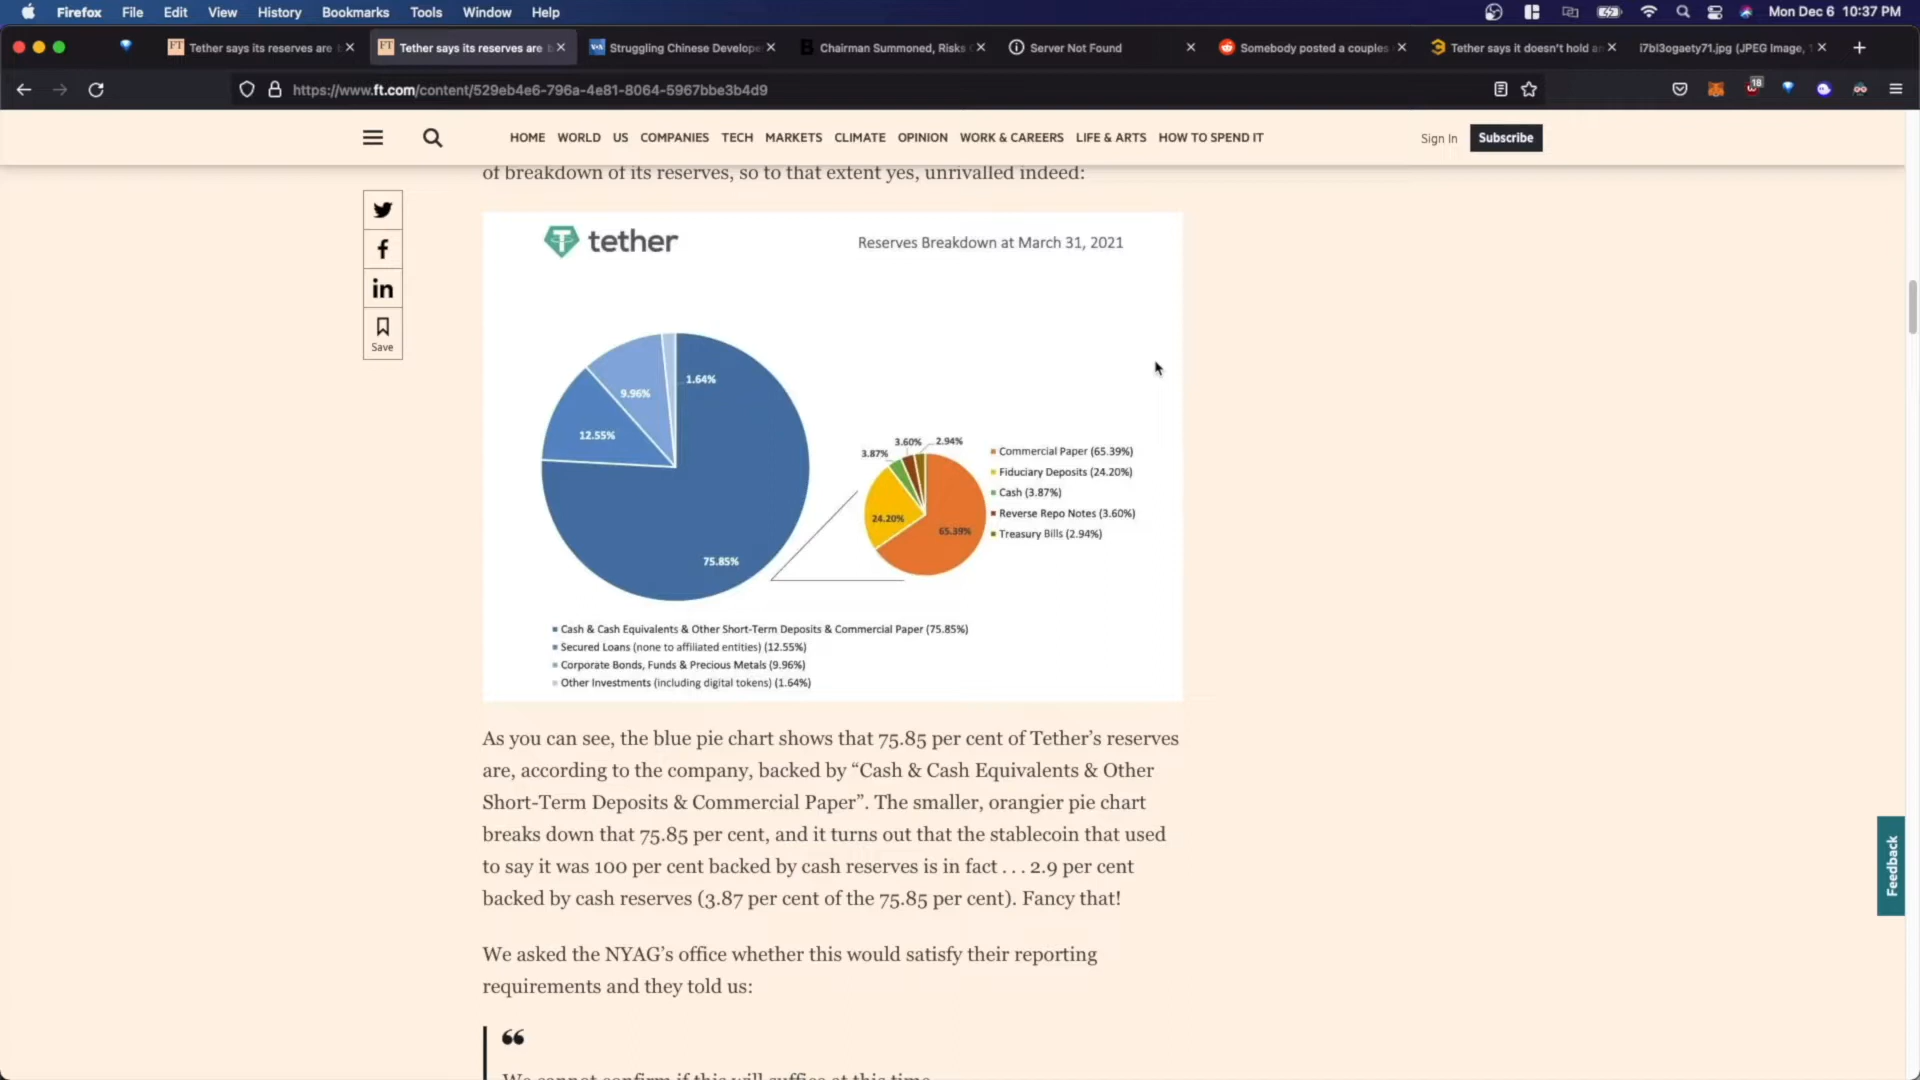 Firefox File Edit View History Bookmarks Tools Window Help Mon Dec 6 10:37 PM
Tether says its reserves are Tether says its reserves are Struggling Chinese Develope Chairman Summoned, Risks Server Not Found Somebody posted a couples Tether says it doesn't hold i7bl3ogaety71.jpg (JPEG Image,
https://www.ft.com/content/529eb4e6-796a-4e81-8064-5967bbe3b4d9
18
HOME WORLD US COMPANIES TECH MARKETS CLIMATE OPINION WORK & CAREERS LIFE & ARTS HOW TO SPEND IT Sign In Subscribe
of breakdown of its reserves, so to that extent yes, unrivalled indeed:
Save
tether Reserves Breakdown at March 31, 2021
1.64%
9.96%
12.55%
75.85%
3.87% 3.60% 2.94%
24.20%
65.39%
Commercial Paper (65.39%)
Fiduciary Deposits (24.20%)
Cash (3.87%)
Reverse Repo Notes (3.60%)
Treasury Bills (2.94%)
Cash & Cash Equivalents & Other Short-Term Deposits & Commercial Paper (75.85%)
Secured Loans (none to affiliated entities) (12.55%)
Corporate Bonds, Funds & Precious Metals (9.96%)
Other Investments (including digital tokens) (1.64%)
As you can see, the blue pie chart shows that 75.85 per cent of Tether’s reserves
are, according to the company, backed by “Cash & Cash Equivalents & Other
Short-Term Deposits & Commercial Paper”. The smaller, orangier pie chart
breaks down that 75.85 per cent, and it turns out that the stablecoin that used
to say it was 100 per cent backed by cash reserves is in fact . . . 2.9 per cent
backed by cash reserves (3.87 per cent of the 75.85 per cent). Fancy that!
We asked the NYAG’s office whether this would satisfy their reporting
requirements and they told us:
“
We cannot confirm if this will suffice at this time
Feedback